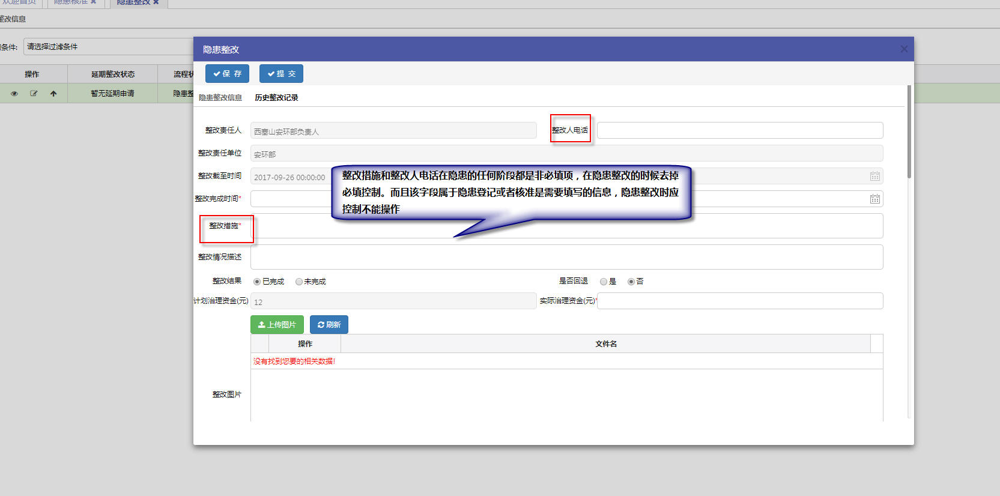 欢迎首页 隐患核准 隐患整改
整改信息
条件: 请选择过滤条件
隐患整改
保 存 提 交
操作 延期整改状态 流程状
暂无延期申请 隐患整
隐患整改信息 历史整改记录
整改责任人 西塞山安环部负责人 整改人电话
整改责任单位 安环部
整改截至时间 2017-09-26 00:00:00
整改措施和整改人电话在隐患的任何阶段都是非必填项，在隐患整改的时候去掉
必填控制。而且该字段属于隐患登记或者核准是需要填写的信息，隐患整改时应
控制不能操作
整改完成时间*
整改措施*
整改情况描述
整改结果 已完成 未完成 是否回退 是 否
计划治理资金(元) 12 实际治理资金(元)*
上传图片 刷新
操作 文件名
没有找到您要的相关数据!
整改图片